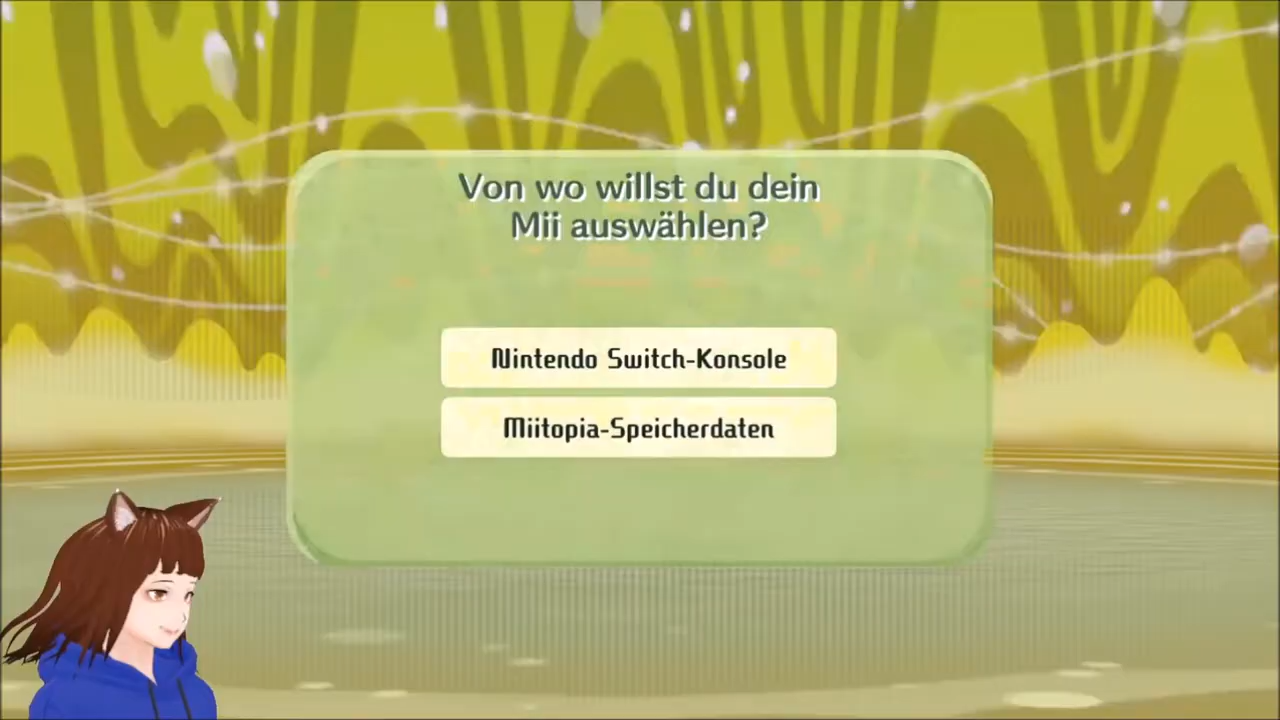 Von wo willst du dein
Mii auswählen?
Nintendo Switch-Konsole
Miitopia-Speicherdaten